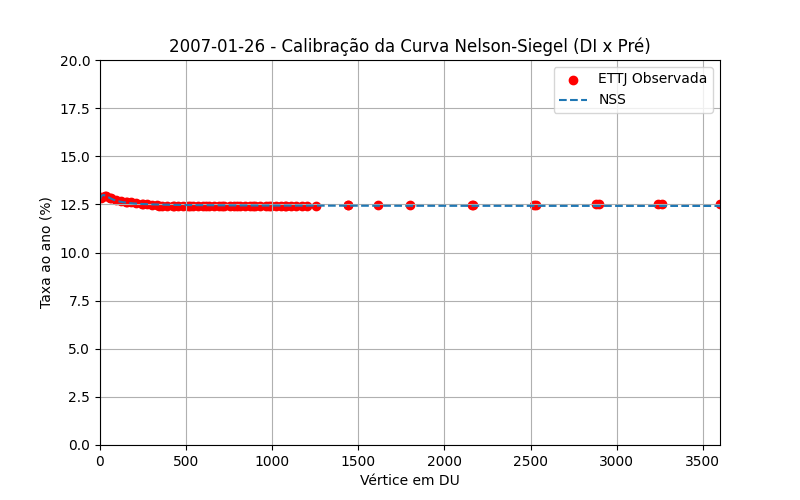 2007-01-26 - Calibração da Curva Nelson-Siegel (DI x Pré)
ETTJ Observada
NSS
Taxa ao ano (%)
20.0
17.5
15.0
12.5
10.0
7.5
5.0
2.5
0.0
0 500 1000 1500 2000 2500 3000 3500
Vértice em DU